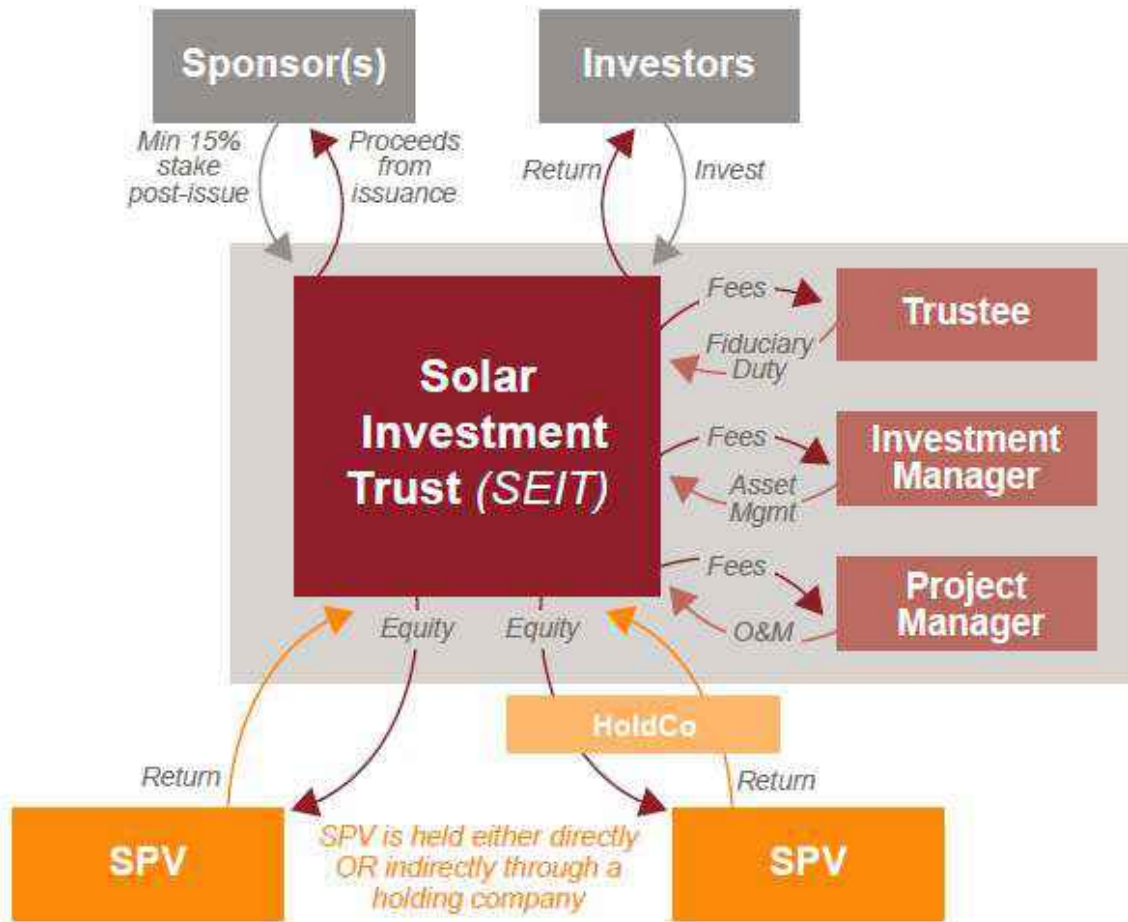 Sponsor(s)
Investors
Min 15%
stake
post-issue
Proceeds
from
issuance
Return
Invest
Solar
Investment
Trust (SEIT)
Fees
Trustee
Fiduciary
Duty
Fees
Investment
Manager
Asset
Mgmt
Fees
Project
Manager
O&M
Equity
Equity
HoldCo
Return
Return
SPV
SPV is held either directly
OR indirectly through a
holding company
SPV